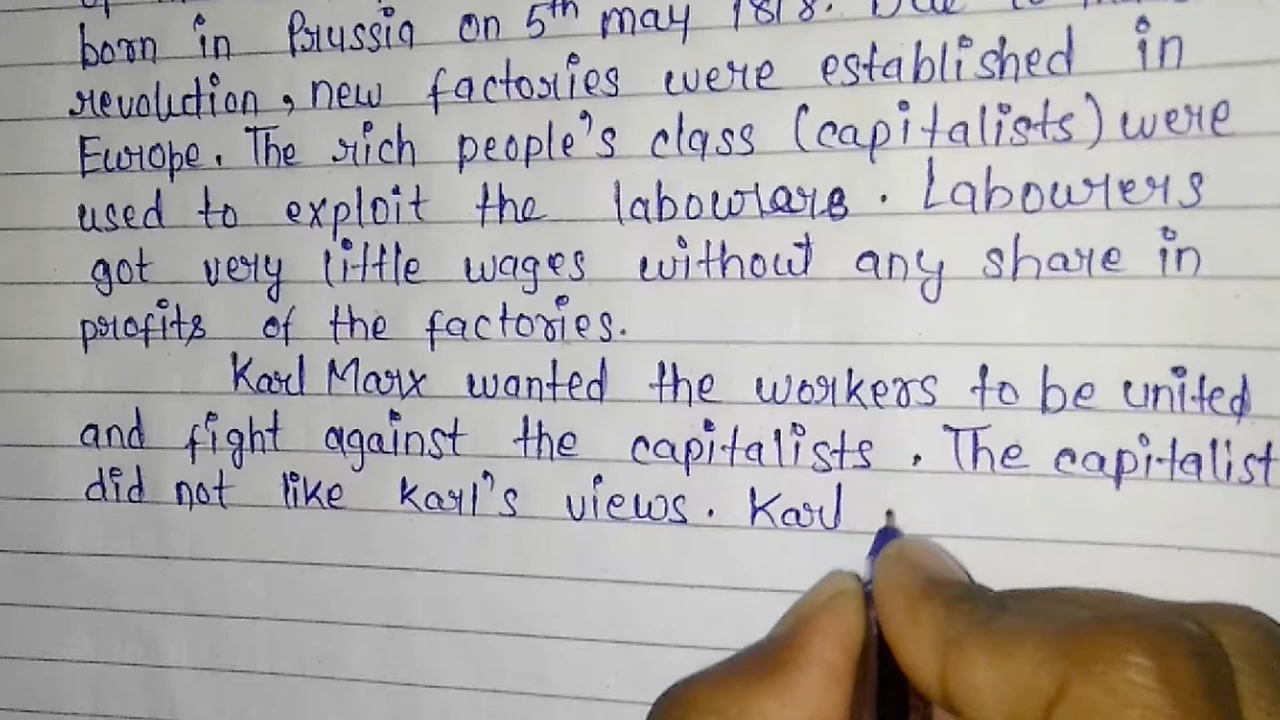 born in Prussia on 5th may 1818. Due to
revolution, new factories were established in
Europe. The rich people's class (capitalists) were
used to exploit the labourars. Labourers
got very little wages without any share in
profits of the factories.
Karl Marx wanted the workers to be united
and fight against the capitalists. The capitalist
did not like Karl's views. Karl